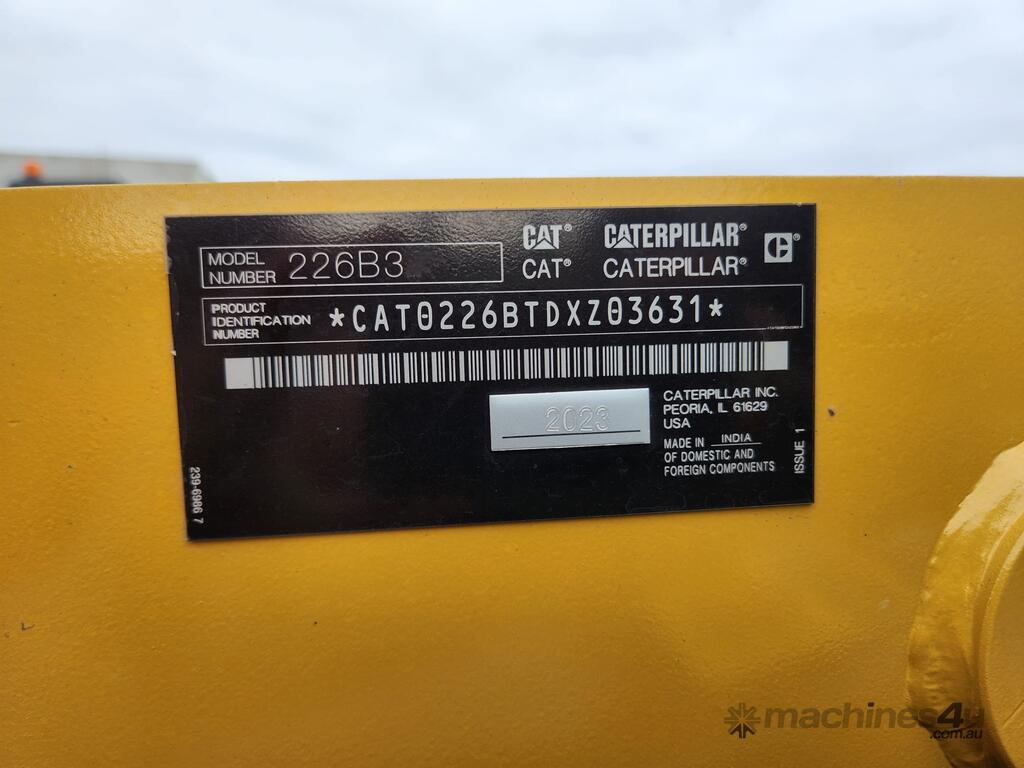 MODEL NUMBER 226B3
CAT® CATERPILLAR®
CAT® CATERPILLAR®
PRODUCT IDENTIFICATION NUMBER *CAT0226BTDXZ03631*
2023
CATERPILLAR INC.
PEORIA, IL 61629
USA
MADE IN INDIA
OF DOMESTIC AND
FOREIGN COMPONENTS
ISSUE 1
239-6966 7
machines4u
.com.au